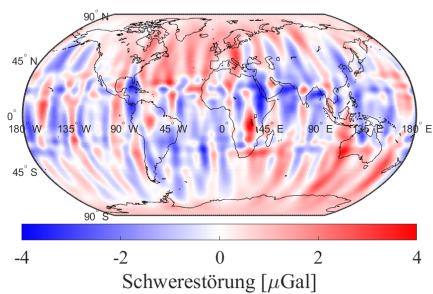 90° N
45° N
0°
180° W 135° W 90° W 45° W 0° 45° E 90° E 135° E 180° E
45° S
90° S
-4 -2 0 2 4
Schwerestörung [μGal]